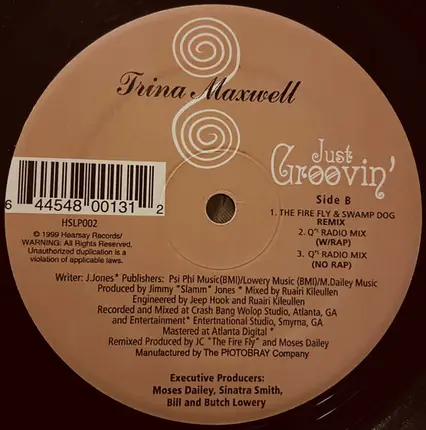 Trina Maxwell
Just
Groovin'
Side B
1. THE FIRE FLY & SWAMP DOG
REMIX
2. Q's RADIO MIX
(W/RAP)
3. Q's RADIO MIX
(NO RAP)
6 44548 00131 2
HSLP002
© 1999 Hearsay Records/
WARNING: All Rights Reserved.
Unauthorized duplication is a
violation of applicable laws.
Writer: J.Jones* Publishers: Psi Phi Music(BMI)/Lowery Music (BMI)/M.Dailey Music
Produced by Jimmy "Slamm" Jones * Mixed by Ruairi Kileullen
Engineered by Jeep Hook and Ruairi Kileullen
Recorded and Mixed at Crash Bang Wolop Studio, Atlanta, GA
and Entertainment* Entertnational Studio, Smyrna, GA
Mastered at Atlanta Digital *
Remixed Produced by JC "The Fire Fly" and Moses Dailey
Manufactured by The PIOTOBRAY Company
Executive Producers:
Moses Dailey, Sinatra Smith,
Bill and Butch Lowery